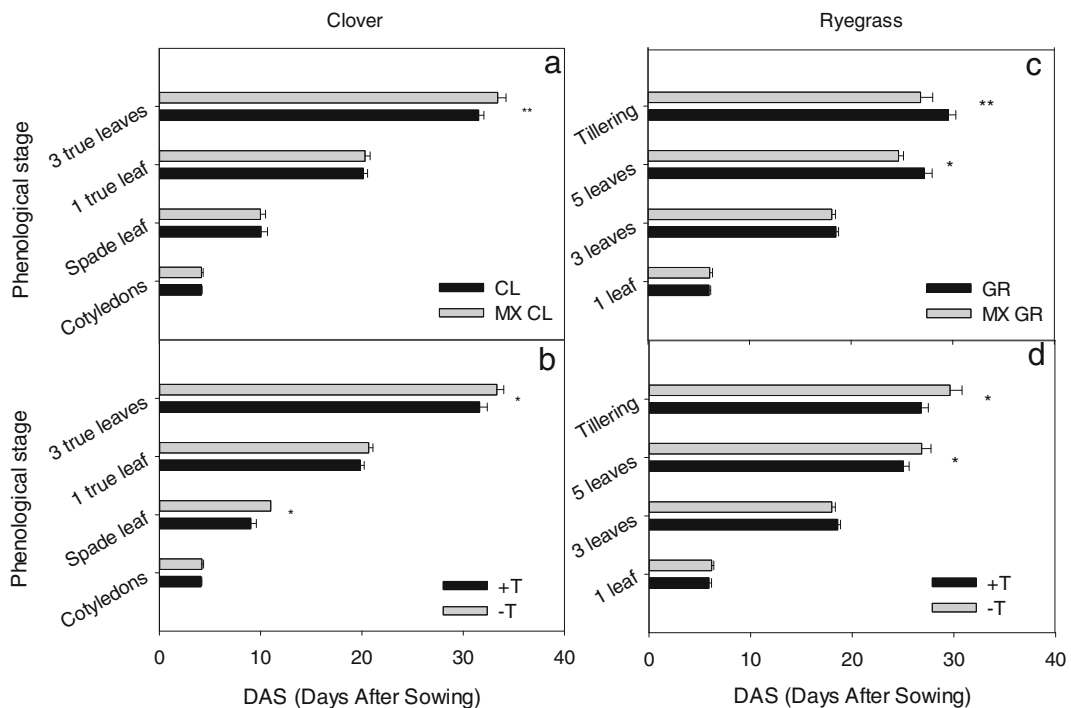 Clover
Ryegrass
a
Phenological stage
3 true leaves
**
1 true leaf
Spade leaf
Cotyledons
CL
MX CL
c
Tillering
**
5 leaves
*
3 leaves
1 leaf
GR
MX GR
b
Phenological stage
3 true leaves
*
1 true leaf
Spade leaf
*
Cotyledons
+T
-T
0 10 20 30 40
DAS (Days After Sowing)
d
Tillering
*
5 leaves
*
3 leaves
1 leaf
+T
-T
0 10 20 30 40
DAS (Days After Sowing)